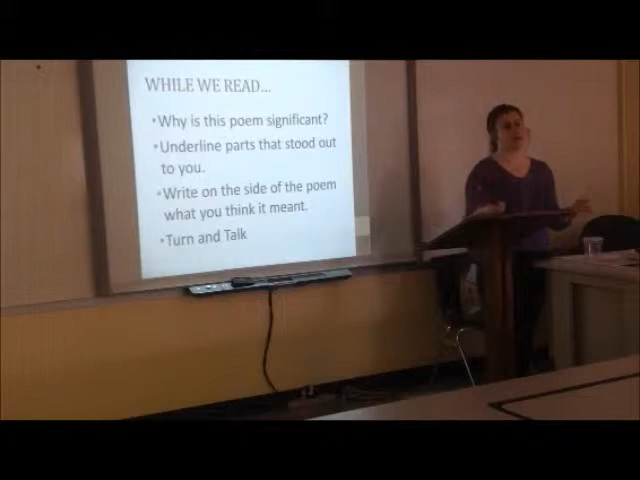 WHILE WE READ...
•Why is this poem significant?
•Underline parts that stood out
to you.
•Write on the side of the poem
what you think it meant.
•Turn and Talk